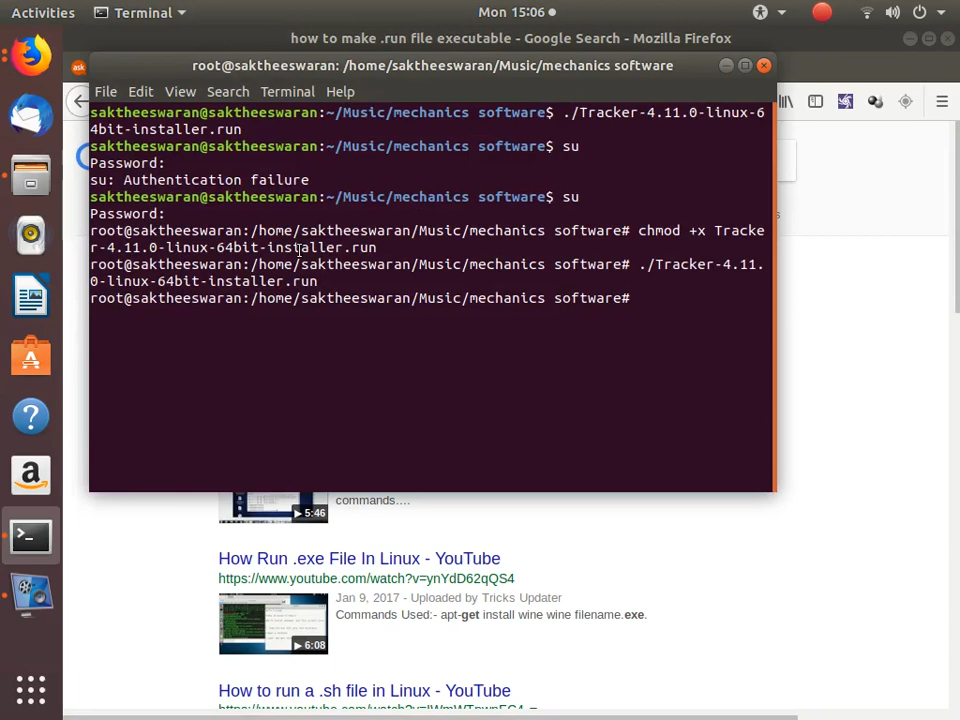 Activities
Terminal
Mon 15:06
how to make .run file executable - Google Search - Mozilla Firefox
ask
root@saktheeswaran: /home/saktheeswaran/Music/mechanics software
File Edit View Search Terminal Help
saktheeswaran@saktheeswaran:~/Music/mechanics software$ ./Tracker-4.11.0-linux-6
4bit-installer.run
saktheeswaran@saktheeswaran:~/Music/mechanics software$ su
Password:
su: Authentication failure
saktheeswaran@saktheeswaran:~/Music/mechanics software$ su
Password:
root@saktheeswaran:/home/saktheeswaran/Music/mechanics software# chmod +x Tracke
r-4.11.0-linux-64bit-installer.run
root@saktheeswaran:/home/saktheeswaran/Music/mechanics software# ./Tracker-4.11.
0-linux-64bit-installer.run
root@saktheeswaran:/home/saktheeswaran/Music/mechanics software#
commands....
5:46
How Run .exe File In Linux - YouTube
https://www.youtube.com/watch?v=ynYdD62qQS4
Jan 9, 2017 - Uploaded by Tricks Updater
Commands Used:- apt-get install wine wine filename.exe.
6:08
How to run a .sh file in Linux - YouTube